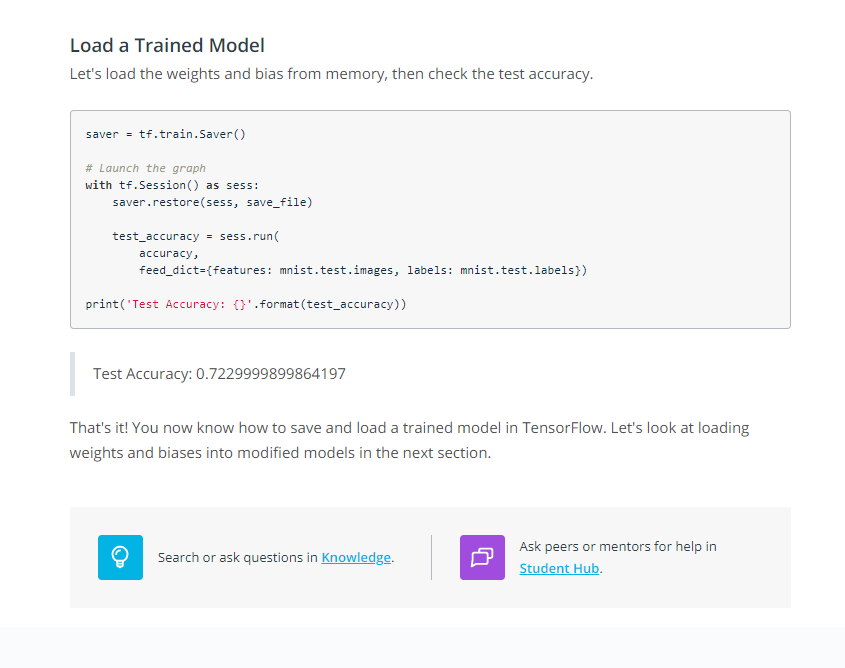 Load a Trained Model
Let's load the weights and bias from memory, then check the test accuracy.
saver = tf.train.Saver()
# Launch the graph
with tf.Session() as sess:
    saver.restore(sess, save_file)
    test_accuracy = sess.run(
        accuracy,
        feed_dict={features: mnist.test.images, labels: mnist.test.labels})
print('Test Accuracy: {}'.format(test_accuracy))
Test Accuracy: 0.7229999899864197
That's it! You now know how to save and load a trained model in TensorFlow. Let's look at loading
weights and biases into modified models in the next section.
Search or ask questions in Knowledge.
Ask peers or mentors for help in
Student Hub.